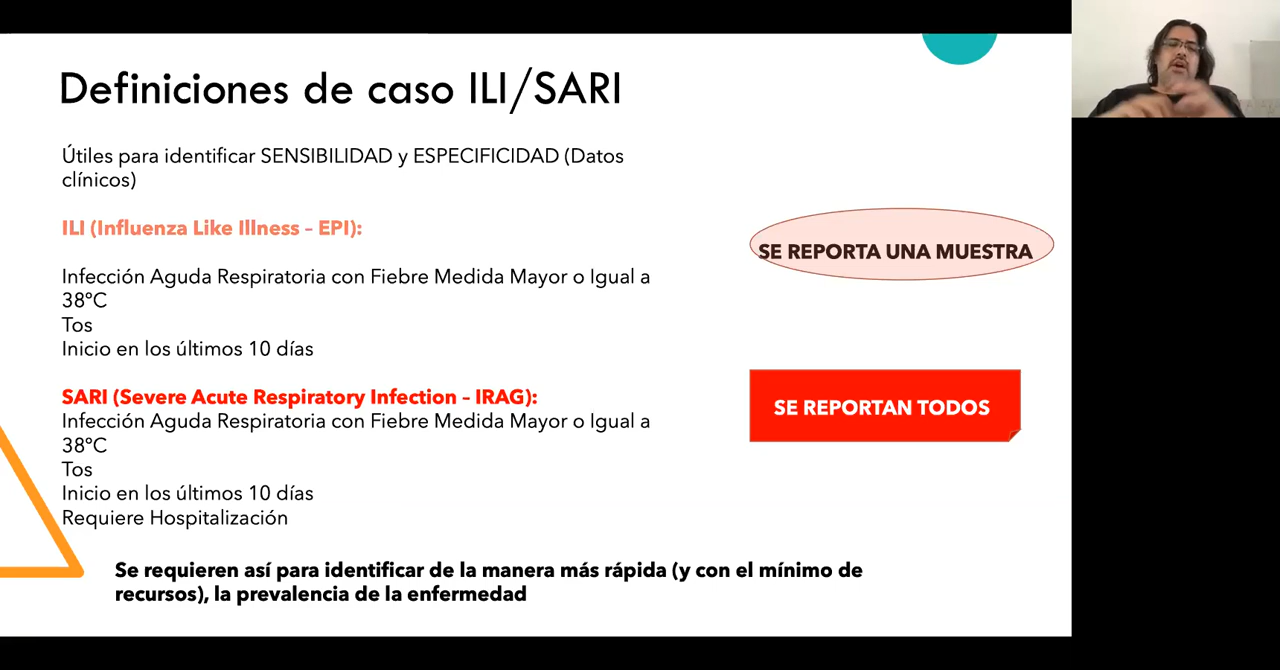 Definiciones de caso ILI/SARI
Útiles para identificar SENSIBILIDAD y ESPECIFICIDAD (Datos
clínicos)
ILI (Influenza Like Illness – EPI):
SE REPORTA UNA MUESTRA
Infección Aguda Respiratoria con Fiebre Medida Mayor o Igual a
38ºC
Tos
Inicio en los últimos 10 días
SARI (Severe Acute Respiratory Infection – IRAG):
SE REPORTAN TODOS
Infección Aguda Respiratoria con Fiebre Medida Mayor o Igual a
38ºC
Tos
Inicio en los últimos 10 días
Requiere Hospitalización
Se requieren así para identificar de la manera más rápida (y con el mínimo de
recursos), la prevalencia de la enfermedad